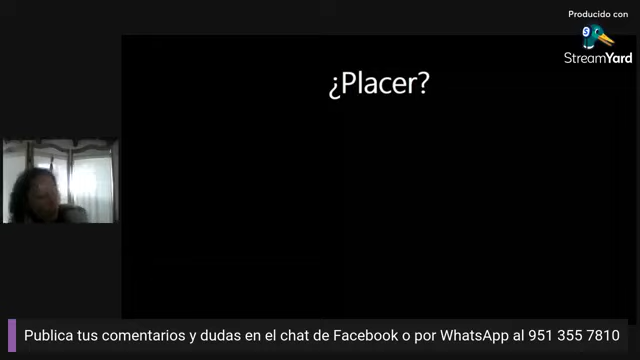 Producido con
StreamYard
¿Placer?
Publica tus comentarios y dudas en el chat de Facebook o por WhatsApp al 951 355 7810